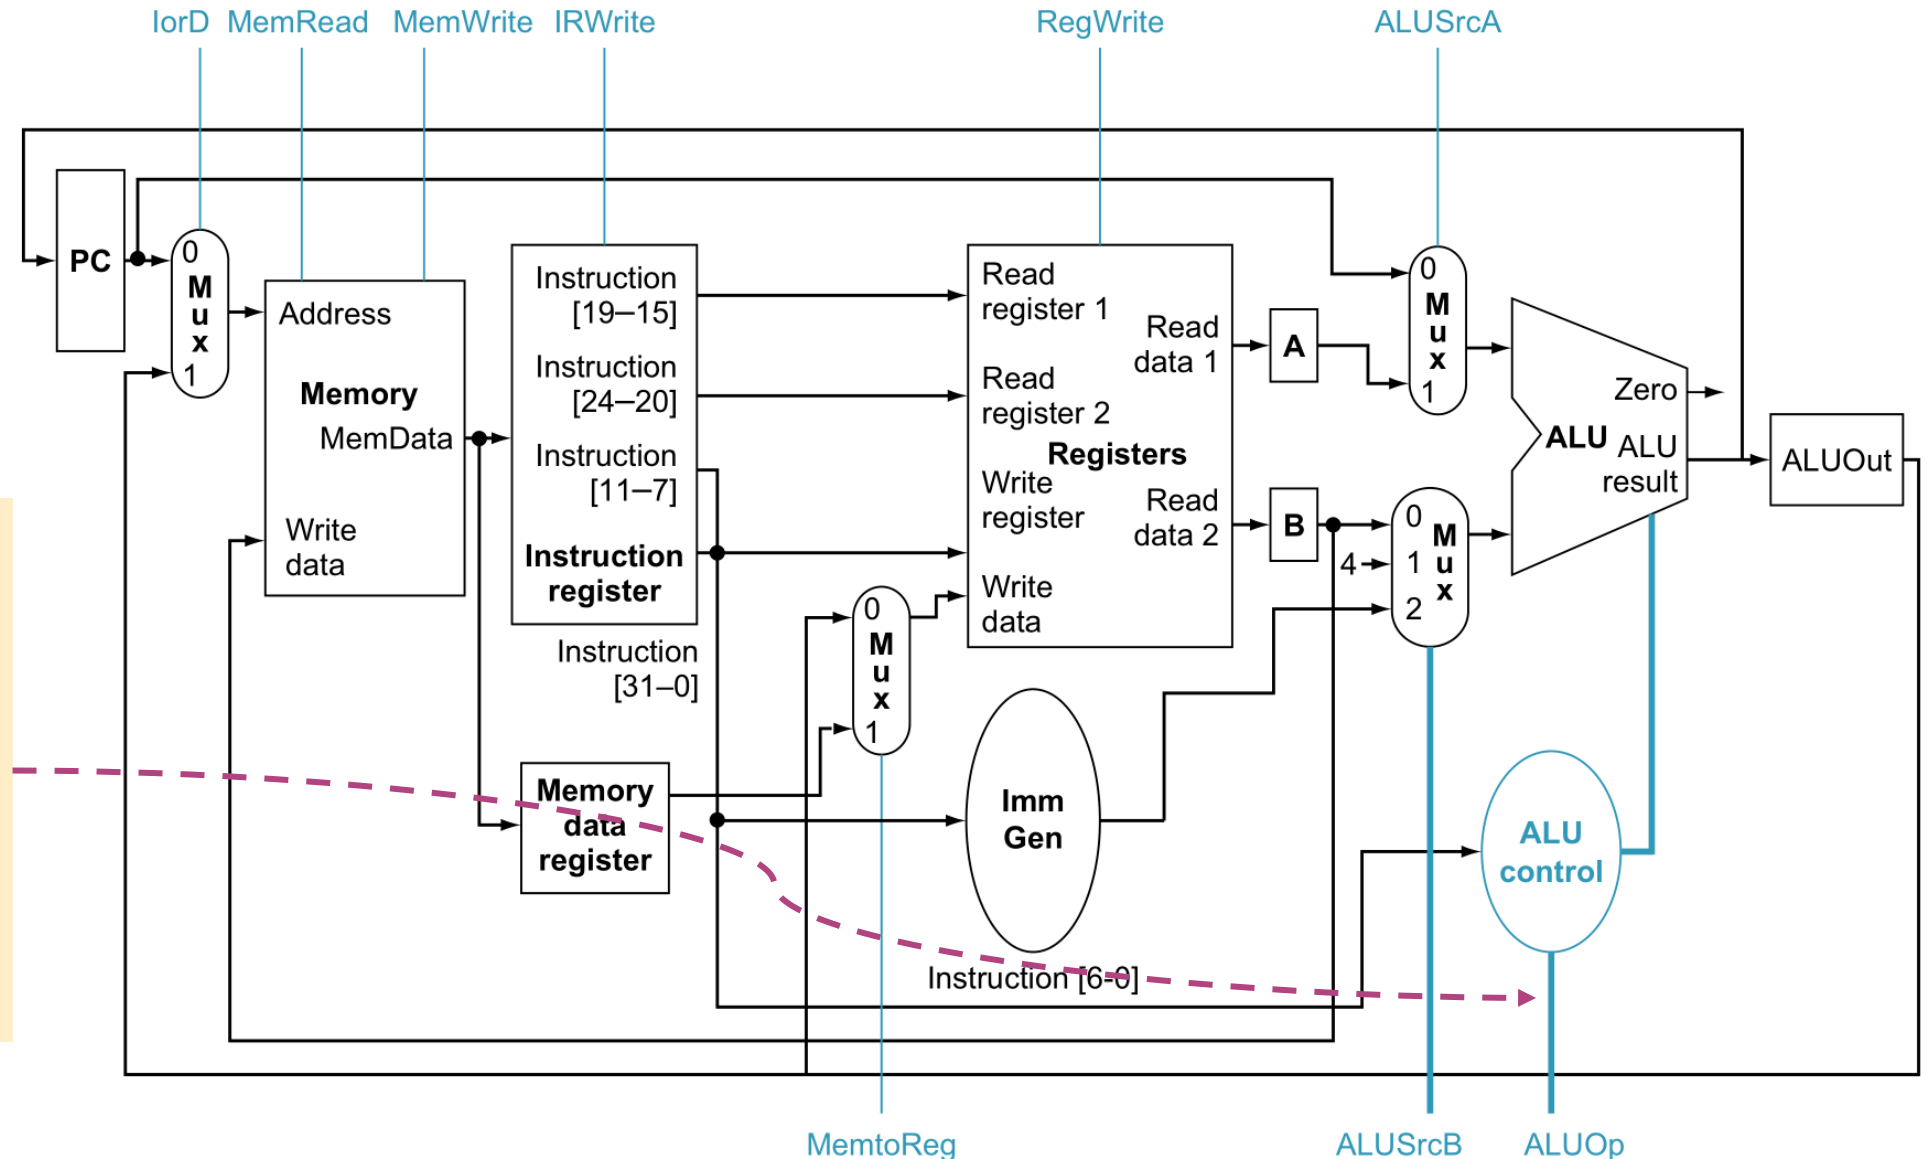 IorD MemRead MemWrite IRWrite RegWrite ALUSrcA
PC
0
M
u
x
1
Address
Memory
MemData
Write
data
Instruction
[19–15]
Instruction
[24–20]
Instruction
[11–7]
Instruction
register
Instruction
[31–0]
Memory
data
register
0
M
u
x
1
Read
register 1
Read
register 2
Registers
Write
register
Write
data
Read
data 1
Read
data 2
Imm
Gen
Instruction [6-0]
A
B
4
0
M
u
x
1
0
1
2
M
u
x
Zero
ALU
ALU
result
ALUOut
ALU
control
MemtoReg ALUSrcB ALUOp